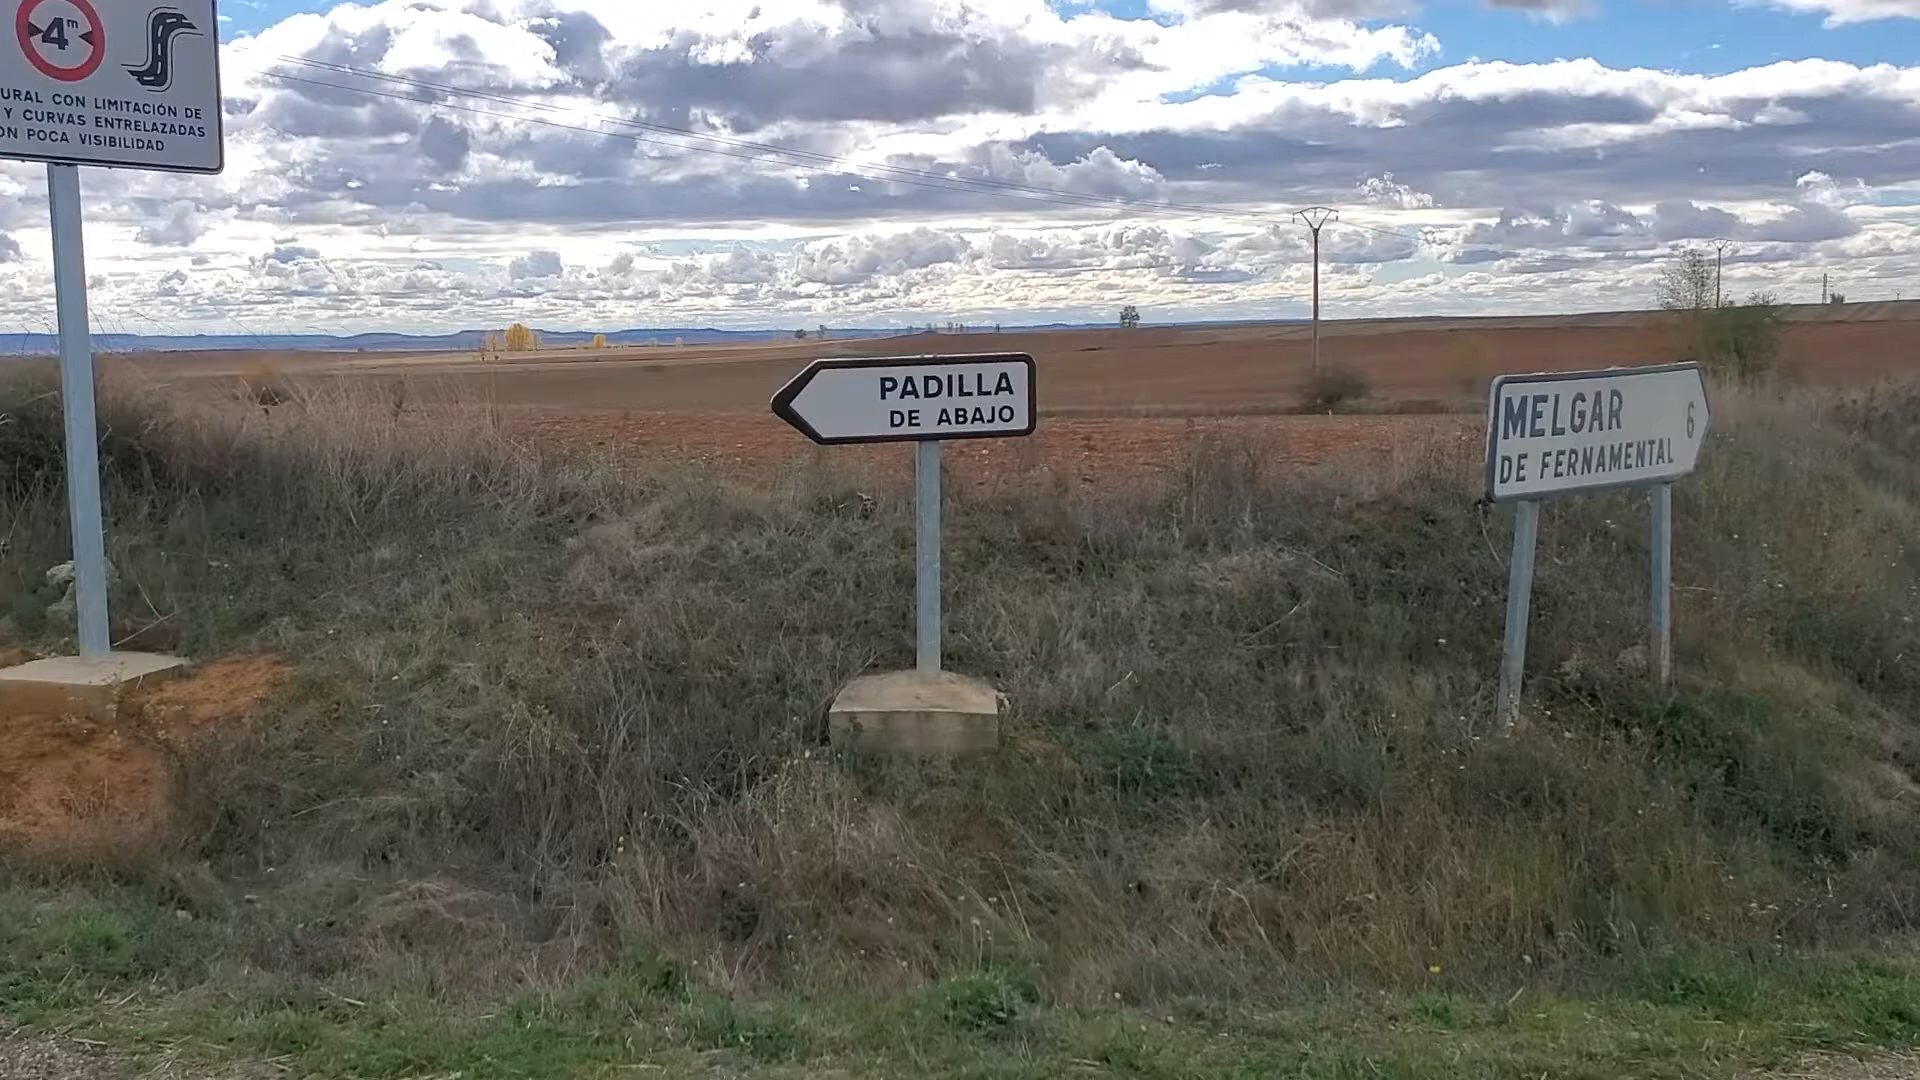 4m
URAL CON LIMITACIÓN DE
Y CURVAS ENTRELAZADAS
ON POCA VISIBILIDAD
PADILLA
DE ABAJO
MELGAR 6
DE FERNAMENTAL